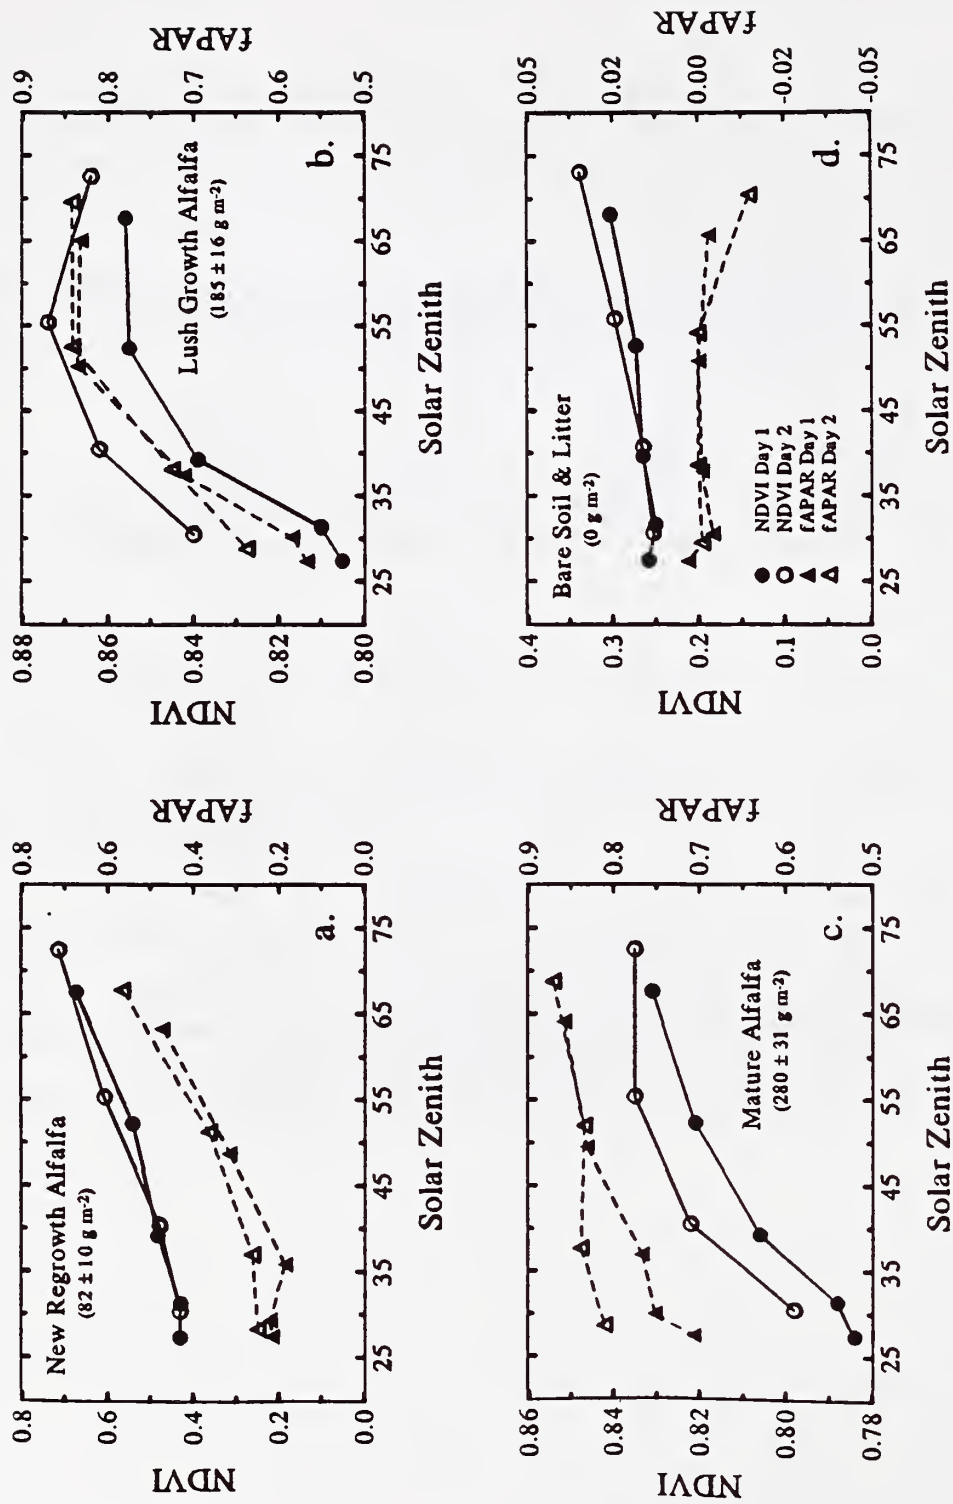 New Regrowth Alfalfa
(82 ± 10 g m-2)
a.
NDVI
0.8
0.6
0.4
0.2
0.0
fAPAR
0.8
0.6
0.4
0.2
0.0
25 35 45 55 65 75
Solar Zenith
Lush Growth Alfalfa
(185 ± 16 g m-2)
b.
NDVI
0.88
0.86
0.84
0.82
0.80
fAPAR
0.9
0.8
0.7
0.6
0.5
25 35 45 55 65 75
Solar Zenith
Mature Alfalfa
(280 ± 31 g m-2)
c.
NDVI
0.86
0.84
0.82
0.80
0.78
fAPAR
0.9
0.8
0.7
0.6
0.5
25 35 45 55 65 75
Solar Zenith
Bare Soil & Litter
(0 g m-2)
d.
NDVI Day 1
NDVI Day 2
fAPAR Day 1
fAPAR Day 2
NDVI
0.4
0.3
0.2
0.1
0.0
fAPAR
0.05
0.02
0.00
-0.02
-0.05
25 35 45 55 65 75
Solar Zenith